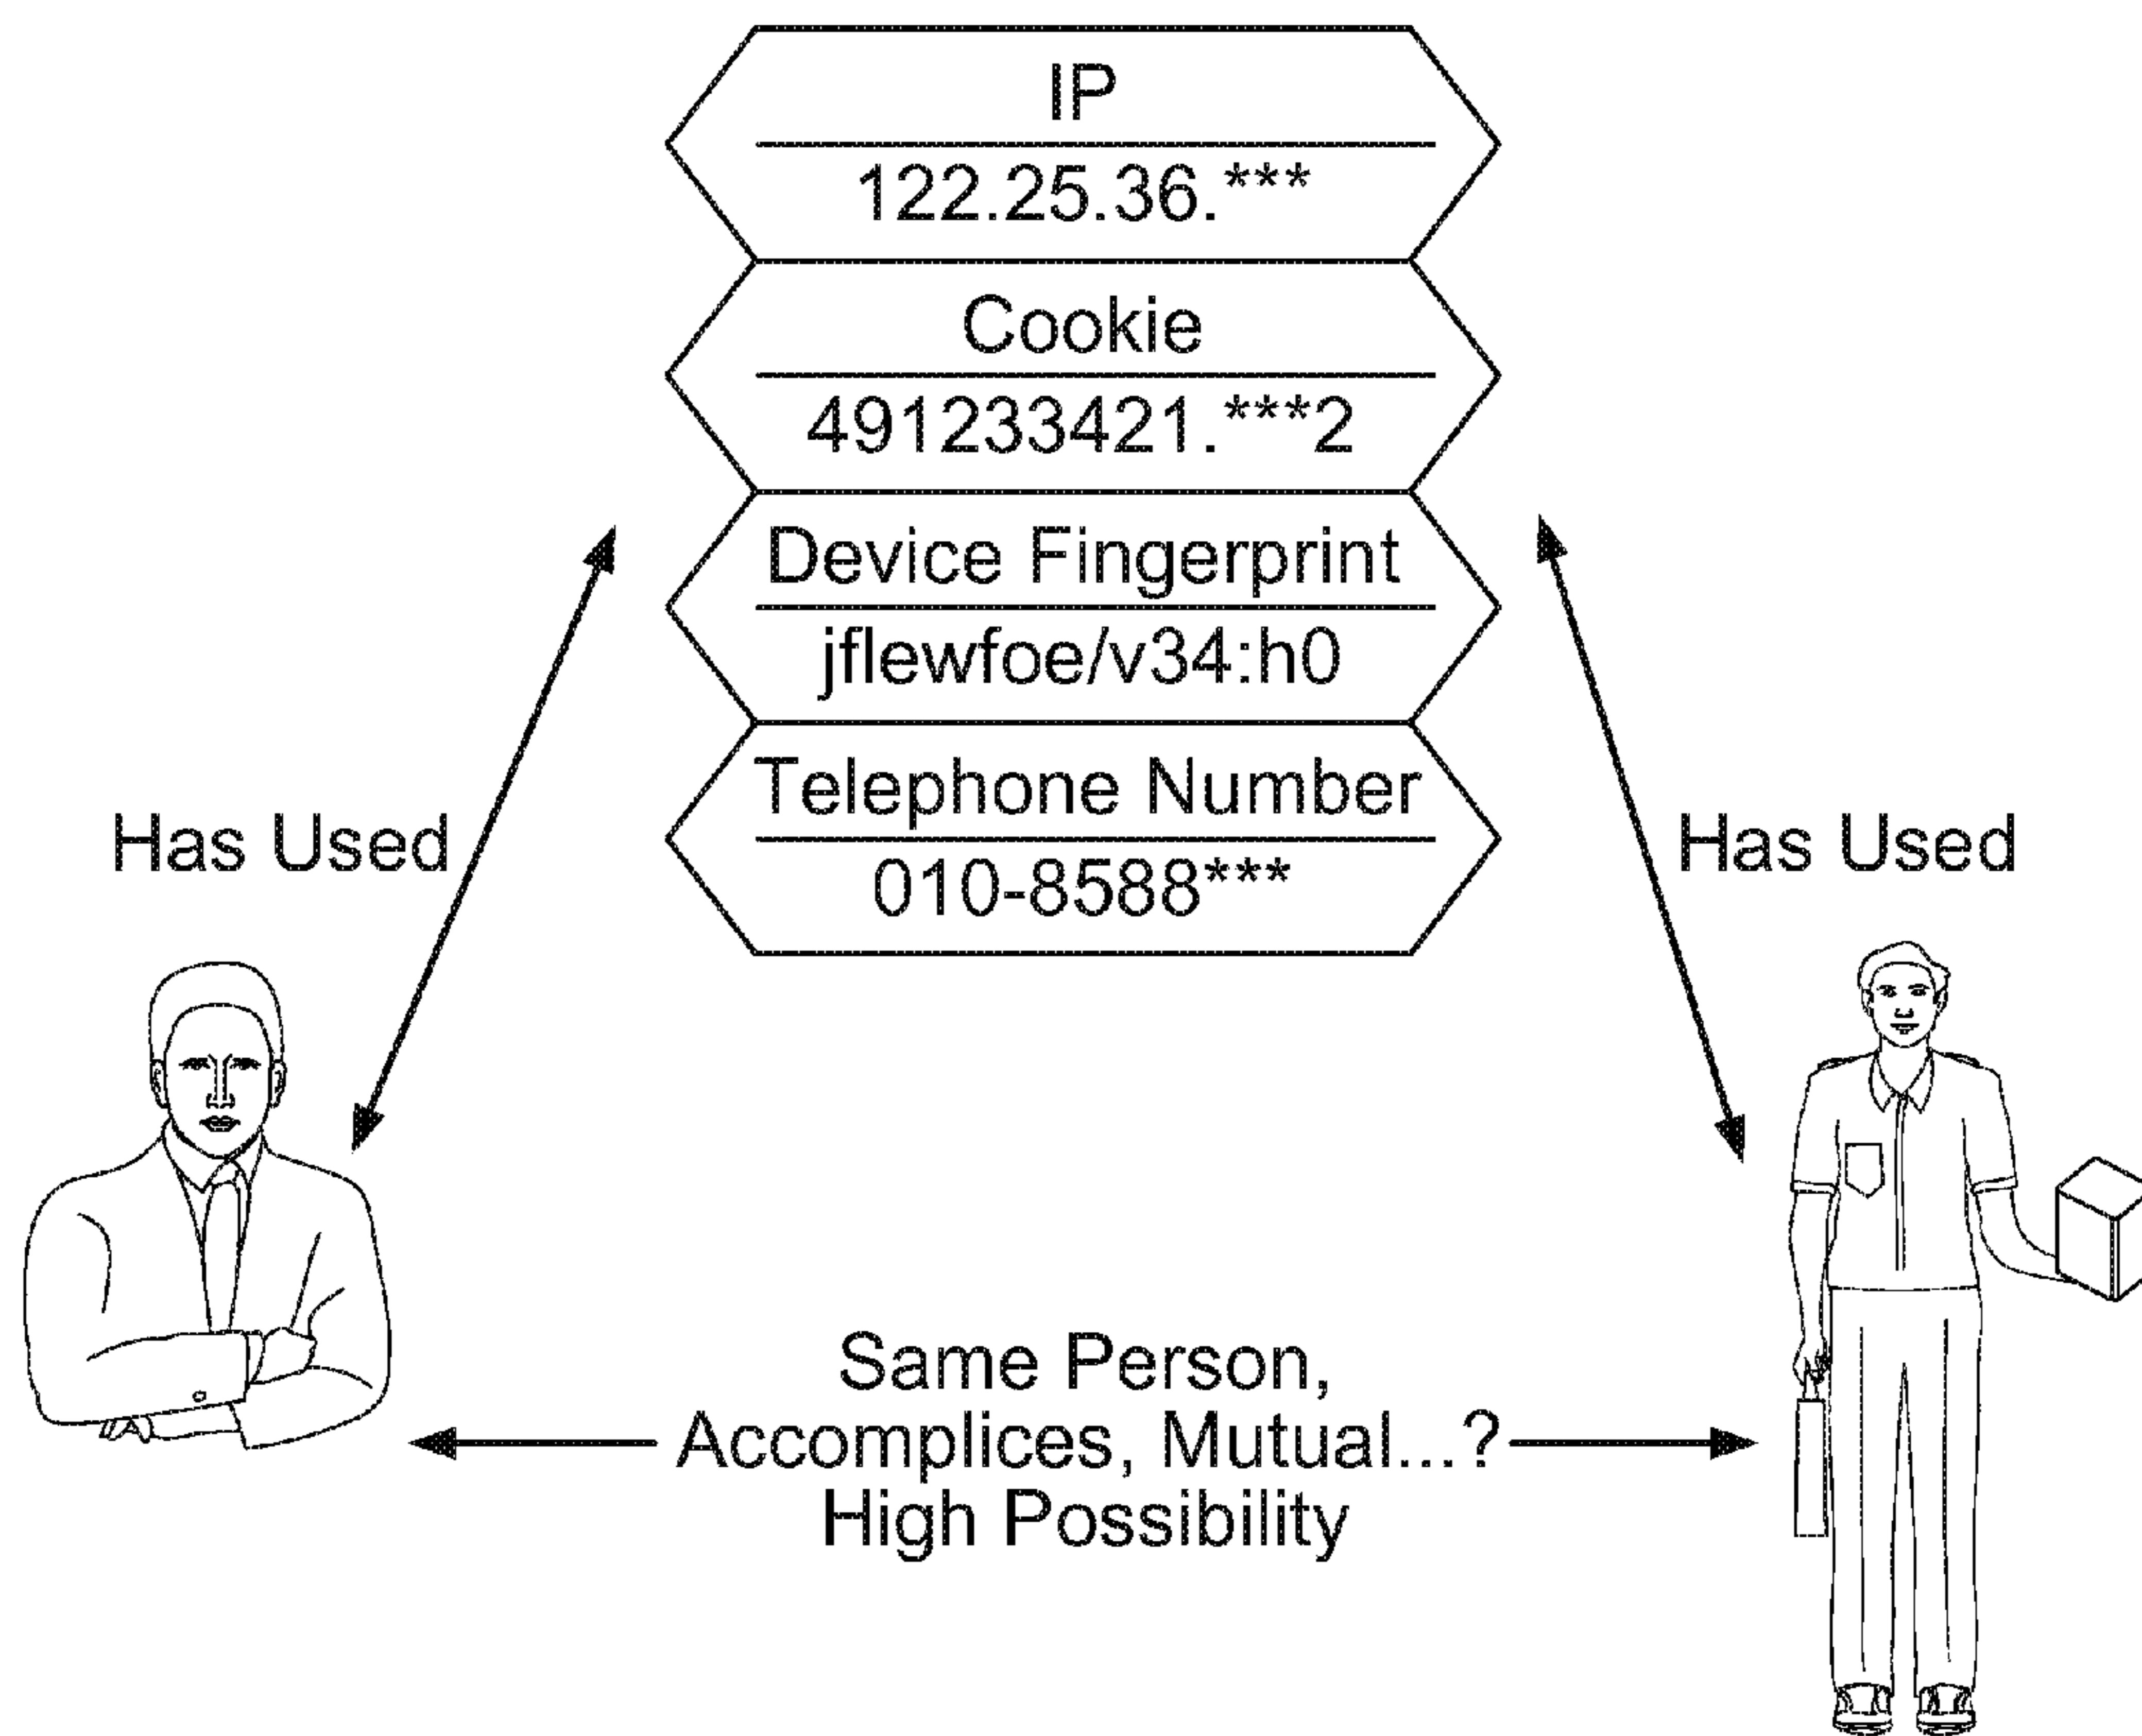 IP
122.25.36.***
Cookie
491233421.***2
Device Fingerprint
jflewfoe/v34:h0
Telephone Number
010-8588***
Has Used
Has Used
Same Person,
Accomplices, Mutual...?
High Possibility